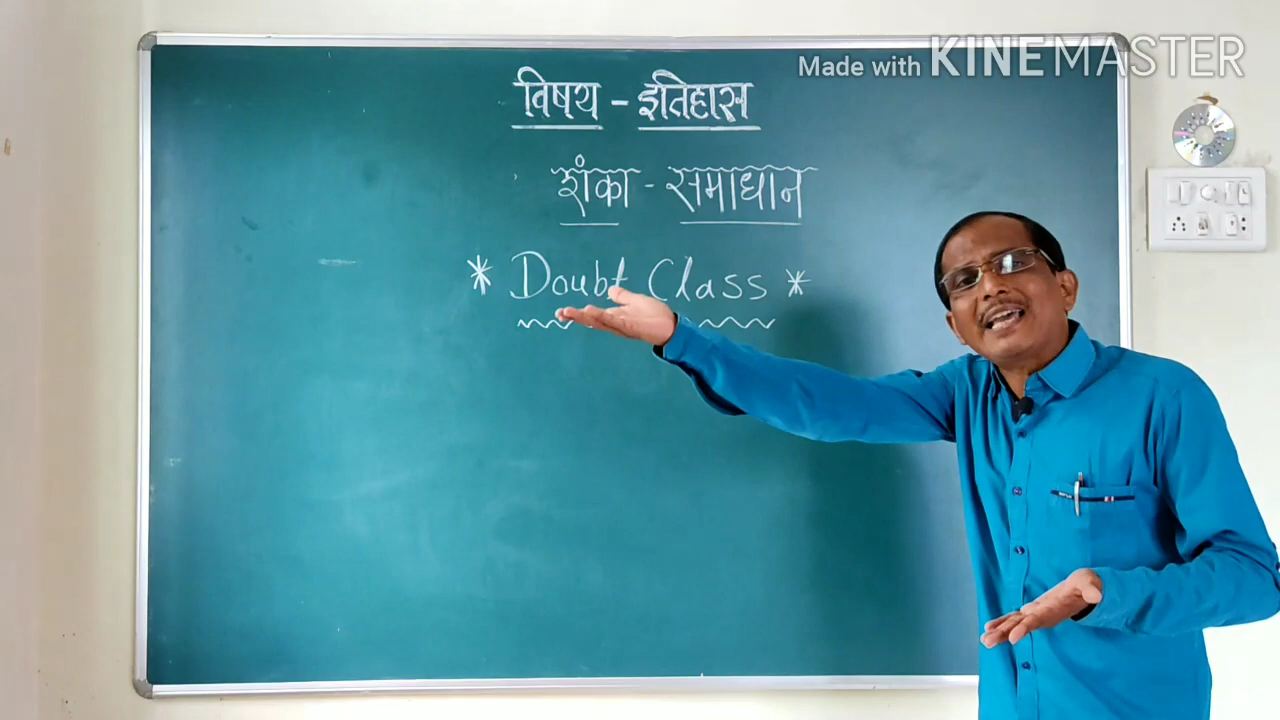 Made with KINEMASTER
विषय - इतिहास
शंका - समाधान
* Doubt Class *